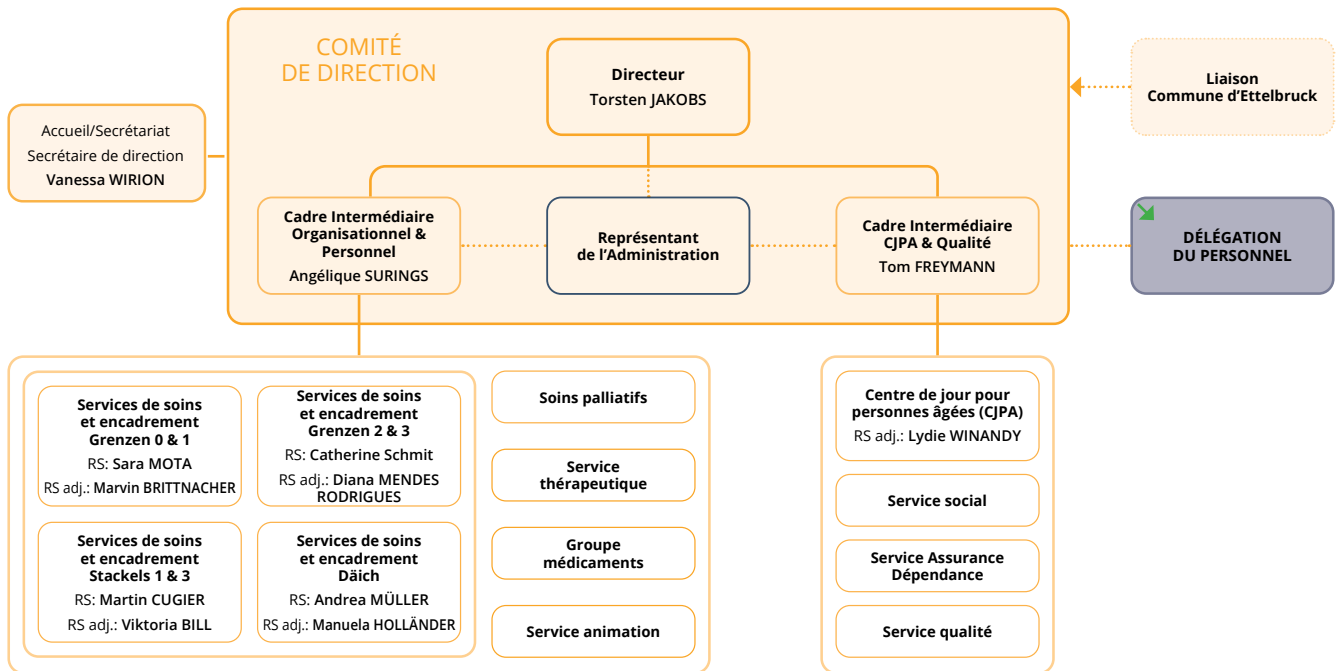 COMITÉ
DE DIRECTION
Directeur
Torsten JAKOBS
Liaison
Commune d’Ettelbruck
Accueil/Secrétariat
Secrétaire de direction
Vanessa WIRION
Cadre Intermédiaire
Organisationnel &
Personnel
Angélique SURINGS
Représentant
de l’Administration
Cadre Intermédiaire
CJPA & Qualité
Tom FREYMANN
DÉLÉGATION
DU PERSONNEL
Services de soins
et encadrement
Grenzen 0 & 1
RS: Sara MOTA
RS adj.: Marvin BRITTNACHER
Services de soins
et encadrement
Grenzen 2 & 3
RS: Catherine Schmit
RS adj.: Diana MENDES
RODRIGUES
Services de soins
et encadrement
Stackels 1 & 3
RS: Martin CUGIER
RS adj.: Viktoria BILL
Services de soins
et encadrement
Däich
RS: Andrea MÜLLER
RS adj.: Manuela HOLLÄNDER
Soins palliatifs
Service
thérapeutique
Groupe
médicaments
Service animation
Centre de jour pour
personnes âgées (CJPA)
RS adj.: Lydie WINANDY
Service social
Service Assurance
Dépendance
Service qualité